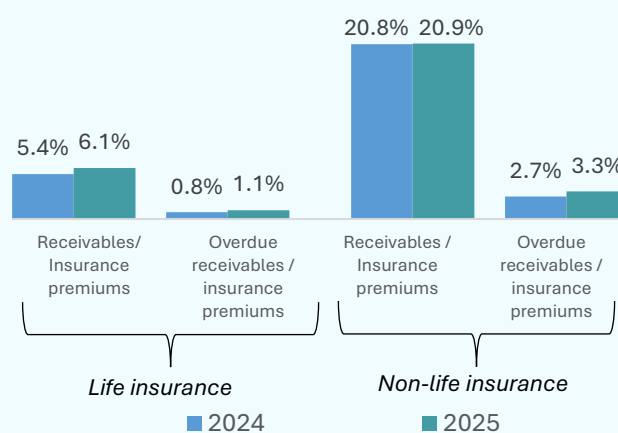 5.4% 6.1%
0.8% 1.1%
20.8% 20.9%
2.7% 3.3%
Receivables/
Insurance
premiums
Overdue
receivables /
insurance
premiums
Receivables /
Insurance
premiums
Overdue
receivables /
insurance
premiums
Life insurance
Non-life insurance
2024
2025